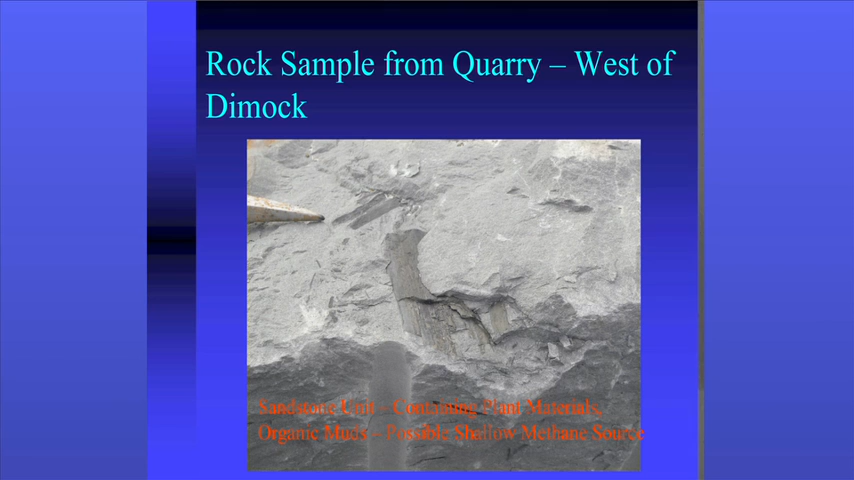 Rock Sample from Quarry – West of
Dimock
Sandstone Unit – Containing Plant Materials,
Organic Muds – Possible Shallow Methane Source